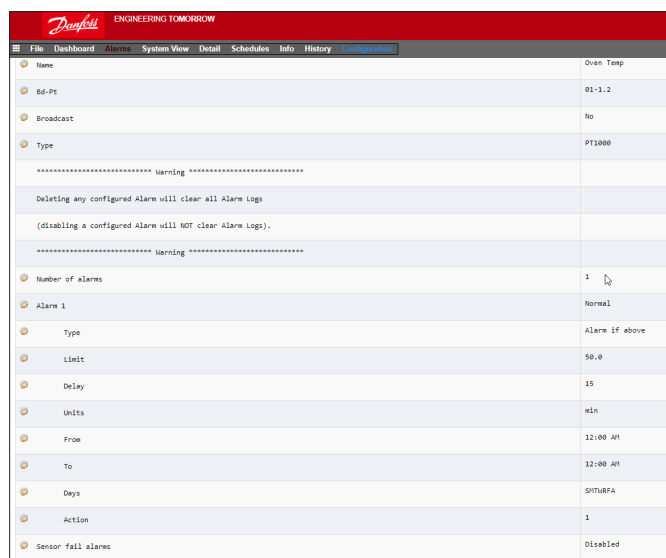 Danfoss ENGINEERING TOMORROW
File Dashboard Alarms System View Detail Schedules Info History Configuration
Name Oven Temp
Bd-Pt 01-1.2
Broadcast No
Type PT1000
**************************** Warning ****************************
Deleting any configured Alarm will clear all Alarm Logs
(disabling a configured Alarm will NOT clear Alarm Logs).
**************************** Warning ****************************
Number of alarms 1
Alarm 1 Normal
Type Alarm if above
Limit 50.0
Delay 15
Units min
From 12:00 AM
To 12:00 AM
Days SMTWRFA
Action 1
Sensor fail alarms Disabled